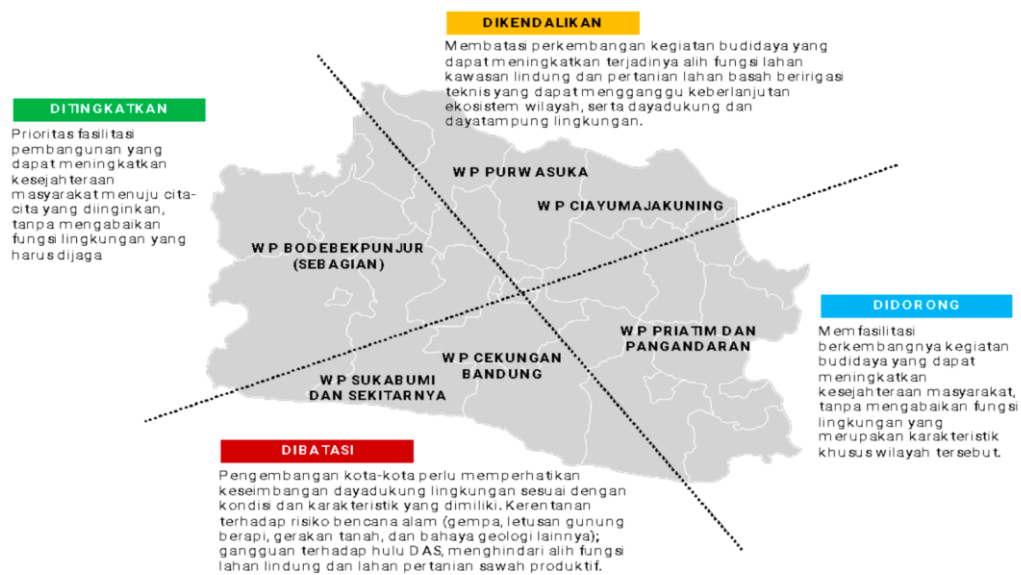 DIKENDALIKAN
Membatasi perkembangan kegiatan budidaya yang
dapat meningkatkan terjadinya alih fungsi lahan
kawasan lindung dan pertanian lahan basah beririgasi
teknis yang dapat mengganggu keberlanjutan
ekosistem wilayah, serta dayadukung dan
dayatampung lingkungan.
DITINGKATKAN
Prioritas fasilitasi
pembangunan yang
dapat meningkatkan
kesejahteraan
masyarakat menuju cita-
cita yang diinginkan,
tanpa mengabaikan
fungsi lingkungan yang
harus dijaga
WP PURWASUKA
WP CIAYUMAJAKUNING
WP BODEBEKPUNJUR
(SEBAGIAN)
WP PRIATIM DAN
PANGANDARAN
WP CEKUNGAN
BANDUNG
WP SUKABUMI
DAN SEKITARNYA
DIDORONG
Memfasilitasi
berkembangnya kegiatan
budidaya yang dapat
meningkatkan
kesejahteraan masyarakat,
tanpa mengabaikan fungsi
lingkungan yang
merupakan karakteristik
khusus wilayah tersebut.
DIBATASI
Pengembangan kota-kota perlu memperhatikan
keseimbangan dayadukung lingkungan sesuai dengan
kondisi dan karakteristik yang dimiliki. Kerentanan
terhadap risiko bencana alam (gempa, letusan gunung
berapi, gerakan tanah, dan bahaya geologi lainnya);
gangguan terhadap hulu DAS, menghindari alih fungsi
lahan lindung dan lahan pertanian sawah produktif.